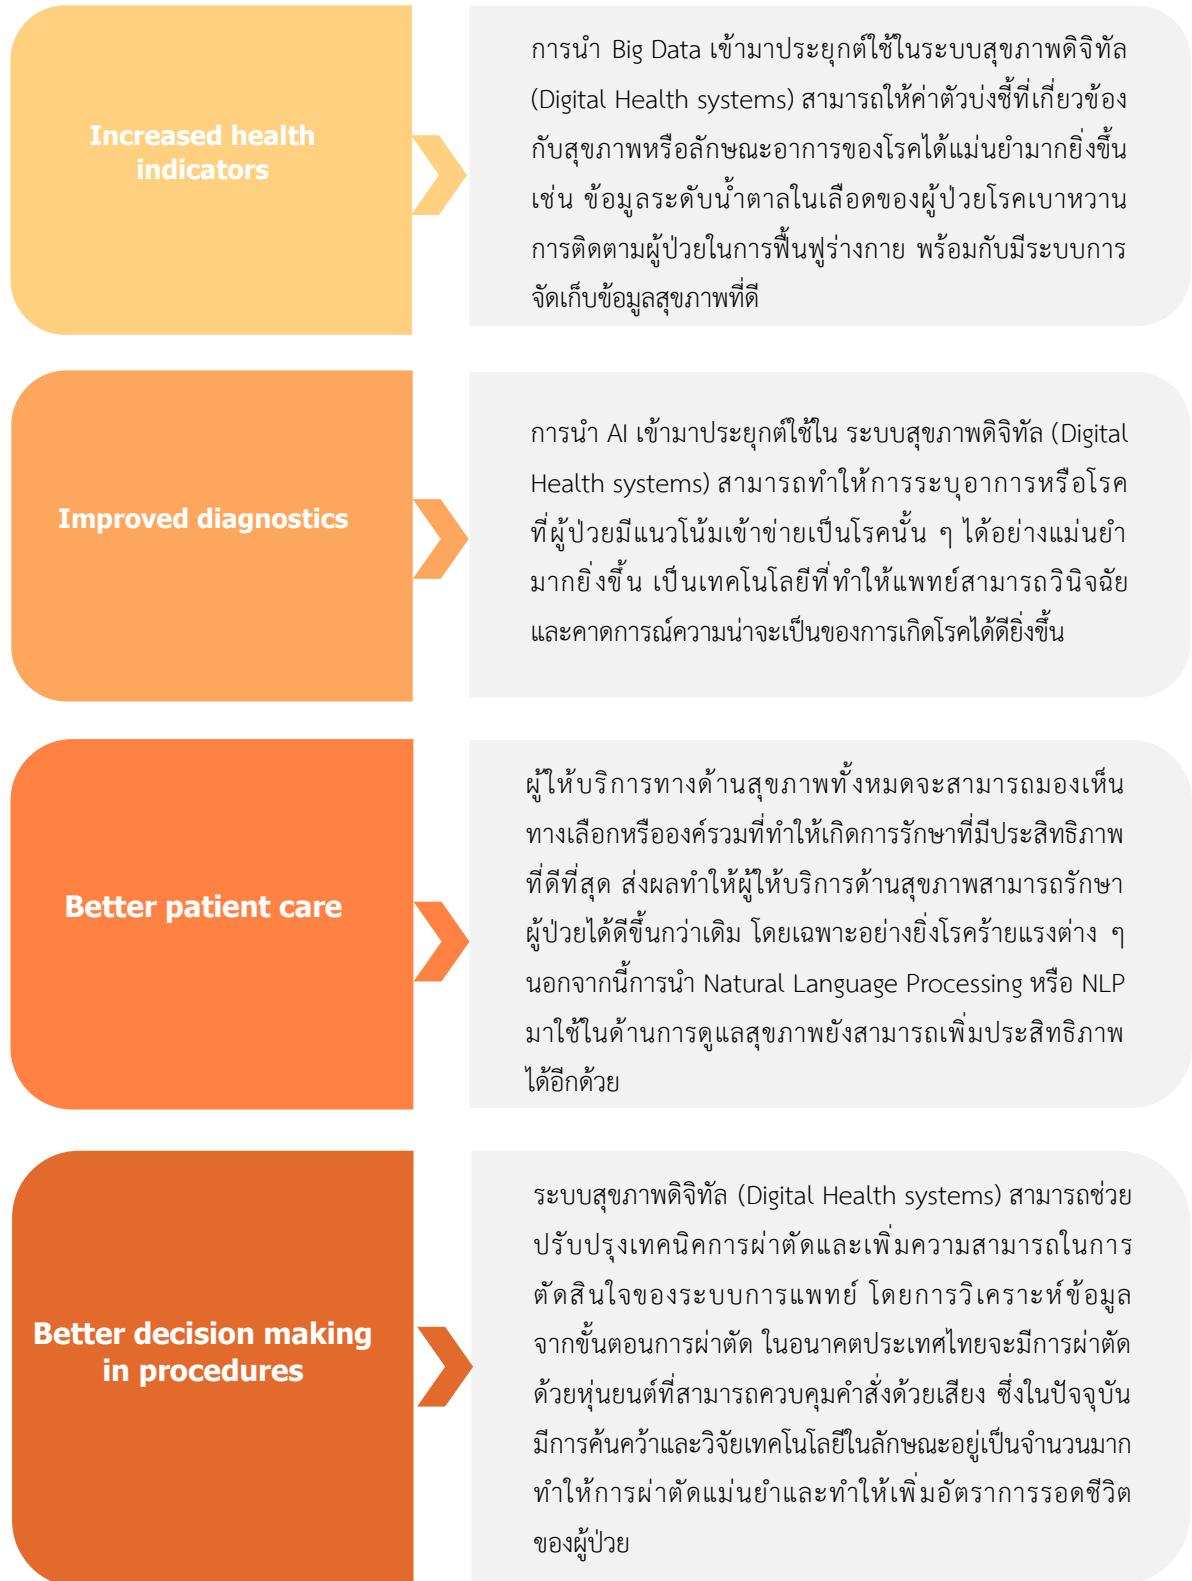 Increased health
indicators
การนำ Big Data เข้ามาประยุกต์ใช้ในระบบสุขภาพดิจิทัล
(Digital Health systems) สามารถให้ค่าตัวบ่งชี้ที่เกี่ยวข้อง
กับสุขภาพหรือลักษณะอาการของโรคได้แม่นยำมากยิ่งขึ้น
เช่น ข้อมูลระดับน้ำตาลในเลือดของผู้ป่วยโรคเบาหวาน
การติดตามผู้ป่วยในการฟื้นฟูร่างกาย พร้อมกับมีระบบการ
จัดเก็บข้อมูลสุขภาพที่ดี
Improved diagnostics
การนำ AI เข้ามาประยุกต์ใช้ใน ระบบสุขภาพดิจิทัล (Digital
Health systems) สามารถทำให้การระบุอาการหรือโรค
ที่ผู้ป่วยมีแนวโน้มเข้าข่ายเป็นโรคนั้น ๆ ได้อย่างแม่นยำ
มากยิ่งขึ้น เป็นเทคโนโลยีที่ทำให้แพทย์สามารถวินิจฉัย
และคาดการณ์ความน่าจะเป็นของการเกิดโรคได้ดียิ่งขึ้น
Better patient care
ผู้ให้บริการทางด้านสุขภาพทั้งหมดจะสามารถมองเห็น
ทางเลือกหรือองค์รวมที่ทำให้เกิดการรักษาที่มีประสิทธิภาพ
ที่ดีที่สุด ส่งผลทำให้ผู้ให้บริการด้านสุขภาพสามารถรักษา
ผู้ป่วยได้ดีขึ้นกว่าเดิม โดยเฉพาะอย่างยิ่งโรคร้ายแรงต่าง ๆ
นอกจากนี้การนำ Natural Language Processing หรือ NLP
มาใช้ในด้านการดูแลสุขภาพยังสามารถเพิ่มประสิทธิภาพ
ได้อีกด้วย
Better decision making
in procedures
ระบบสุขภาพดิจิทัล (Digital Health systems) สามารถช่วย
ปรับปรุงเทคนิคการผ่าตัดและเพิ่มความสามารถในการ
ตัดสินใจของระบบการแพทย์ โดยการวิเคราะห์ข้อมูล
จากขั้นตอนการผ่าตัด ในอนาคตประเทศไทยจะมีการผ่าตัด
ด้วยหุ่นยนต์ที่สามารถควบคุมคำสั่งด้วยเสียง ซึ่งในปัจจุบัน
มีการค้นคว้าและวิจัยเทคโนโลยีในลักษณะอยู่เป็นจำนวนมาก
ทำให้การผ่าตัดแม่นยำและทำให้เพิ่มอัตราการรอดชีวิต
ของผู้ป่วย